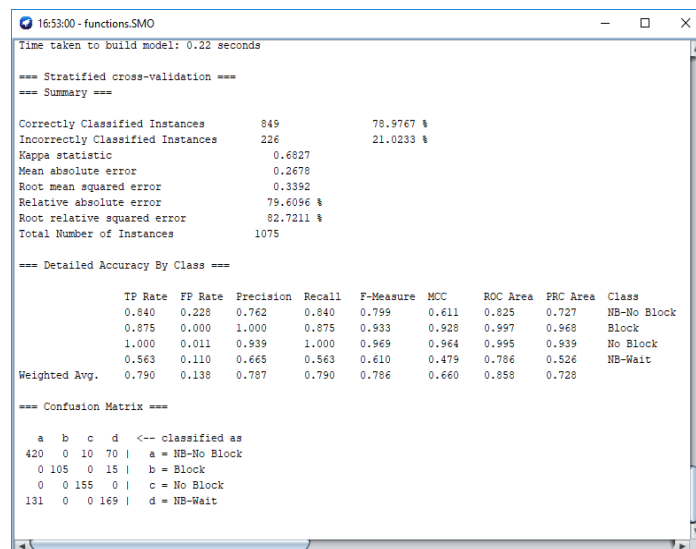 16:53:00 - functions.SMO
Time taken to build model: 0.22 seconds
=== Stratified cross-validation ===
=== Summary ===
Correctly Classified Instances 849 78.9767 %
Incorrectly Classified Instances 226 21.0233 %
Kappa statistic 0.6827
Mean absolute error 0.2678
Root mean squared error 0.3392
Relative absolute error 79.6096 %
Root relative squared error 82.7211 %
Total Number of Instances 1075
=== Detailed Accuracy By Class ===
TP Rate FP Rate Precision Recall F-Measure MCC ROC Area PRC Area Class
0.840 0.228 0.762 0.840 0.799 0.611 0.825 0.727 NB-No Block
0.875 0.000 1.000 0.875 0.933 0.928 0.997 0.968 Block
1.000 0.011 0.939 1.000 0.969 0.964 0.995 0.939 No Block
0.563 0.110 0.665 0.563 0.610 0.479 0.786 0.526 NB-Wait
Weighted Avg. 0.790 0.138 0.787 0.790 0.786 0.660 0.858 0.728
=== Confusion Matrix ===
a b c d <-- classified as
420 0 10 70 | a = NB-No Block
0 105 0 15 | b = Block
0 0 155 0 | c = No Block
131 0 0 169 | d = NB-Wait